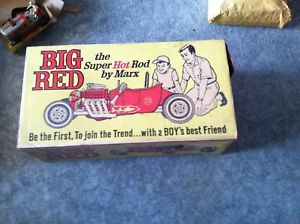 BIG
RED
the
Super Hot Rod
by Marx
Be the First, To join the Trend...with a BOY's best Friend